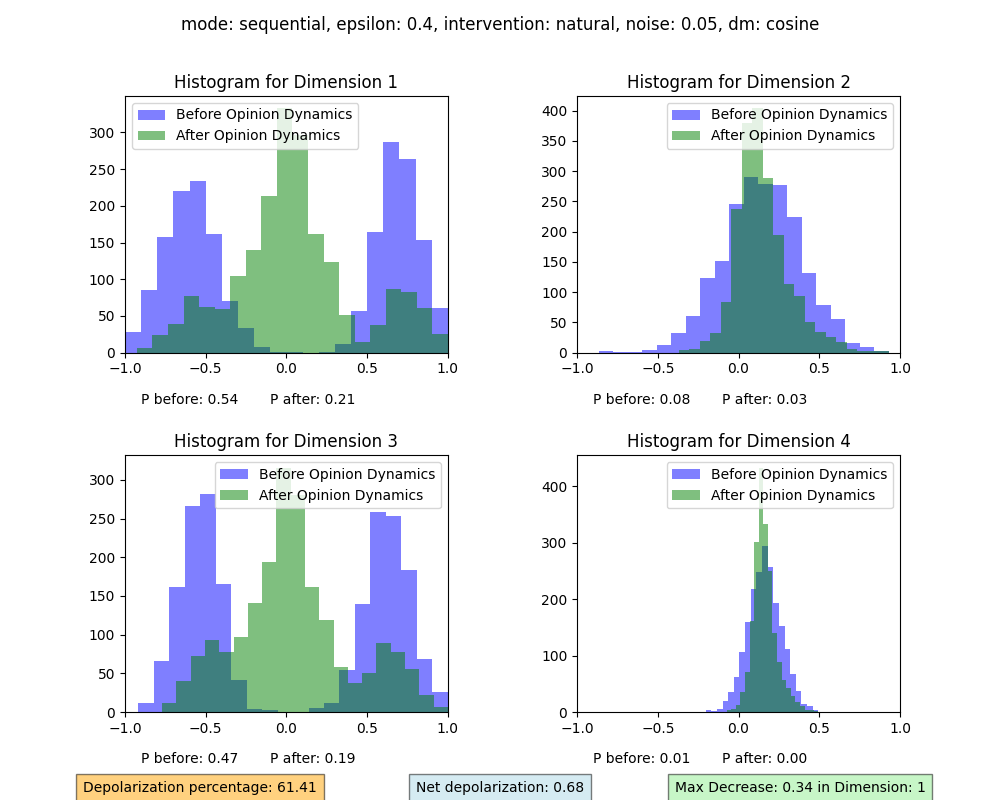 mode: sequential, epsilon: 0.4, intervention: natural, noise: 0.05, dm: cosine
Histogram for Dimension 1
Before Opinion Dynamics
After Opinion Dynamics
300
250
200
150
100
50
0
−1.0 −0.5 0.0 0.5 1.0
P before: 0.54 P after: 0.21
Histogram for Dimension 2
Before Opinion Dynamics
After Opinion Dynamics
400
350
300
250
200
150
100
50
0
−1.0 −0.5 0.0 0.5 1.0
P before: 0.08 P after: 0.03
Histogram for Dimension 3
Before Opinion Dynamics
After Opinion Dynamics
300
250
200
150
100
50
0
−1.0 −0.5 0.0 0.5 1.0
P before: 0.47 P after: 0.19
Histogram for Dimension 4
Before Opinion Dynamics
After Opinion Dynamics
400
300
200
100
0
−1.0 −0.5 0.0 0.5 1.0
P before: 0.01 P after: 0.00
Depolarization percentage: 61.41
Net depolarization: 0.68
Max Decrease: 0.34 in Dimension: 1